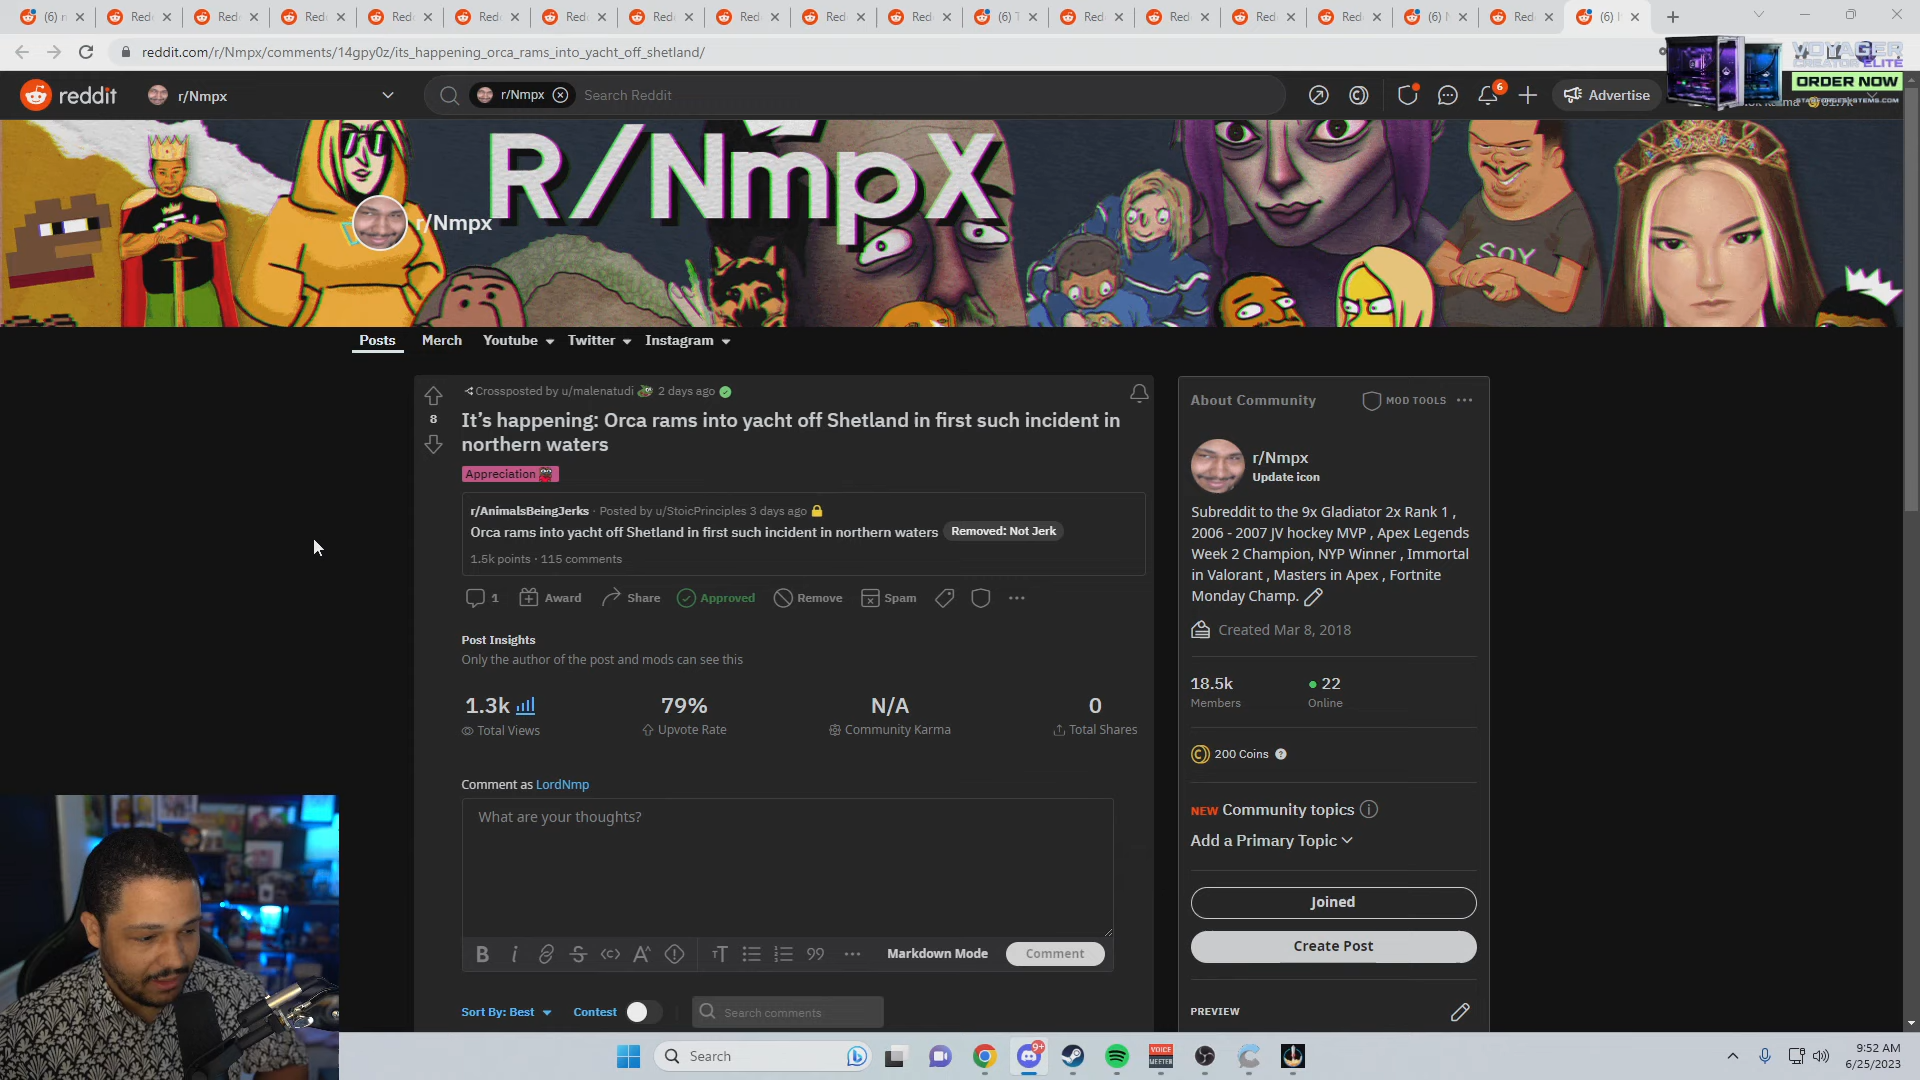 reddit.com/r/Nmpx/comments/14gpy0z/its_happening_orca_rams_into_yacht_off_shetland/
VOYAGER
CREATOR ELITE
ORDER NOW
reddit
r/Nmpx
r/Nmpx
Search Reddit
6
Advertise
R/NmpX
r/Nmpx
SOY
Posts
Merch
Youtube
Twitter
Instagram
Crossposted by u/malenatudi 2 days ago
8
It's happening: Orca rams into yacht off Shetland in first such incident in
northern waters
Appreciation
r/AnimalsBeingJerks · Posted by u/StoicPrinciples 3 days ago
Orca rams into yacht off Shetland in first such incident in northern waters Removed: Not Jerk
1.5k points · 115 comments
1
Award
Share
Approved
Remove
Spam
Post Insights
Only the author of the post and mods can see this
1.3k
79%
N/A
0
Total Views
Upvote Rate
Community Karma
Total Shares
Comment as LordNmp
What are your thoughts?
Markdown Mode
Comment
Sort By: Best
Contest
Search comments
About Community
MOD TOOLS
r/Nmpx
Update icon
Subreddit to the 9x Gladiator 2x Rank 1 ,
2006 - 2007 JV hockey MVP , Apex Legends
Week 2 Champion, NYP Winner , Immortal
in Valorant , Masters in Apex , Fortnite
Monday Champ.
Created Mar 8, 2018
18.5k
22
Members
Online
200 Coins
NEW Community topics
Add a Primary Topic
Joined
Create Post
PREVIEW
Search
9+
VOICE
MEETER
9:52 AM
6/25/2023